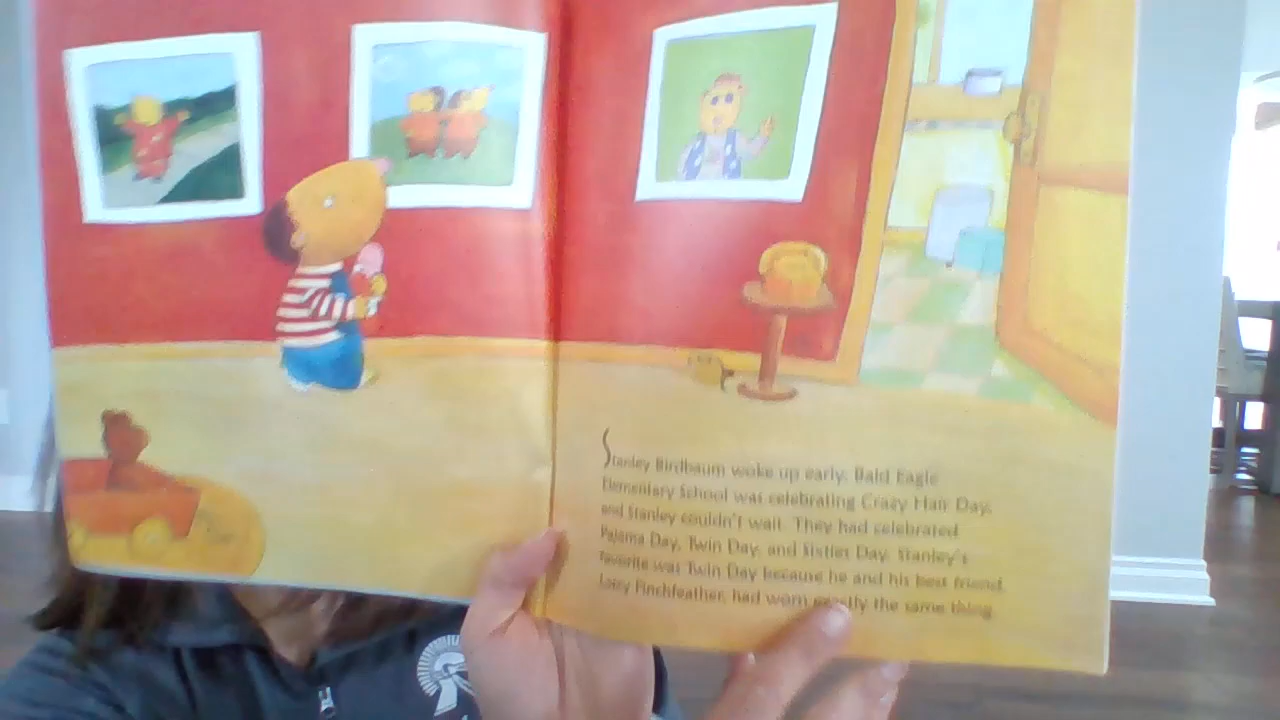 Stanley Birdbaum woke up early. Bald Eagle
Elementary School was celebrating Crazy Hair Day,
and Stanley couldn't wait. They had celebrated
Pajama Day, Twin Day, and Sixties Day. Stanley's
favorite was Twin Day because he and his best friend,
Larry Finchfeather, had worn exactly the same thing